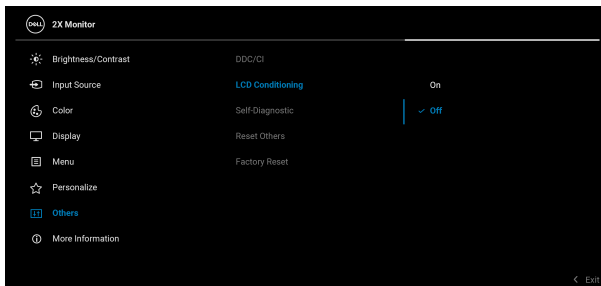 DELL 2X Monitor
Brightness/Contrast DDC/CI
Input Source LCD Conditioning On
Color Self-Diagnostic Off
Display Reset Others
Menu Factory Reset
Personalize
Others
More Information
Exit